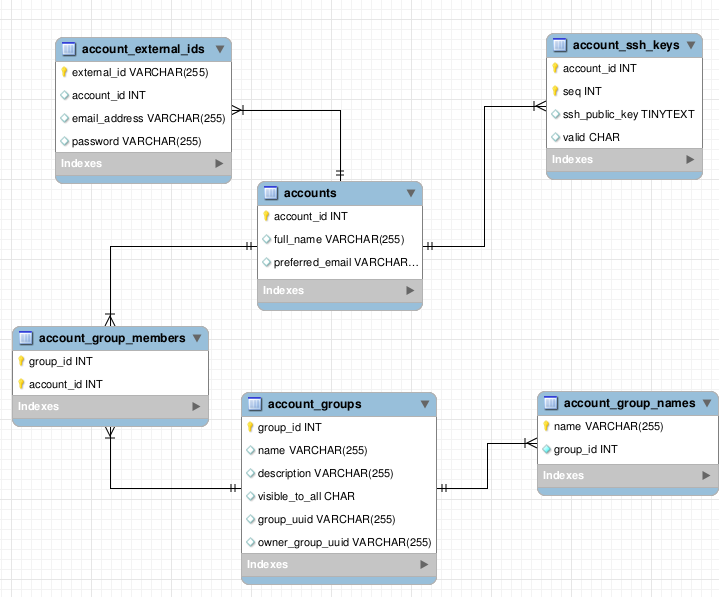 account_external_ids
external_id VARCHAR(255)
account_id INT
email_address VARCHAR(255)
password VARCHAR(255)
Indexes
account_ssh_keys
account_id INT
seq INT
ssh_public_key TINYTEXT
valid CHAR
Indexes
accounts
account_id INT
full_name VARCHAR(255)
preferred_email VARCHAR...
Indexes
account_group_members
group_id INT
account_id INT
Indexes
account_groups
group_id INT
name VARCHAR(255)
description VARCHAR(255)
visible_to_all CHAR
group_uuid VARCHAR(255)
owner_group_uuid VARCHAR(255)
Indexes
account_group_names
name VARCHAR(255)
group_id INT
Indexes